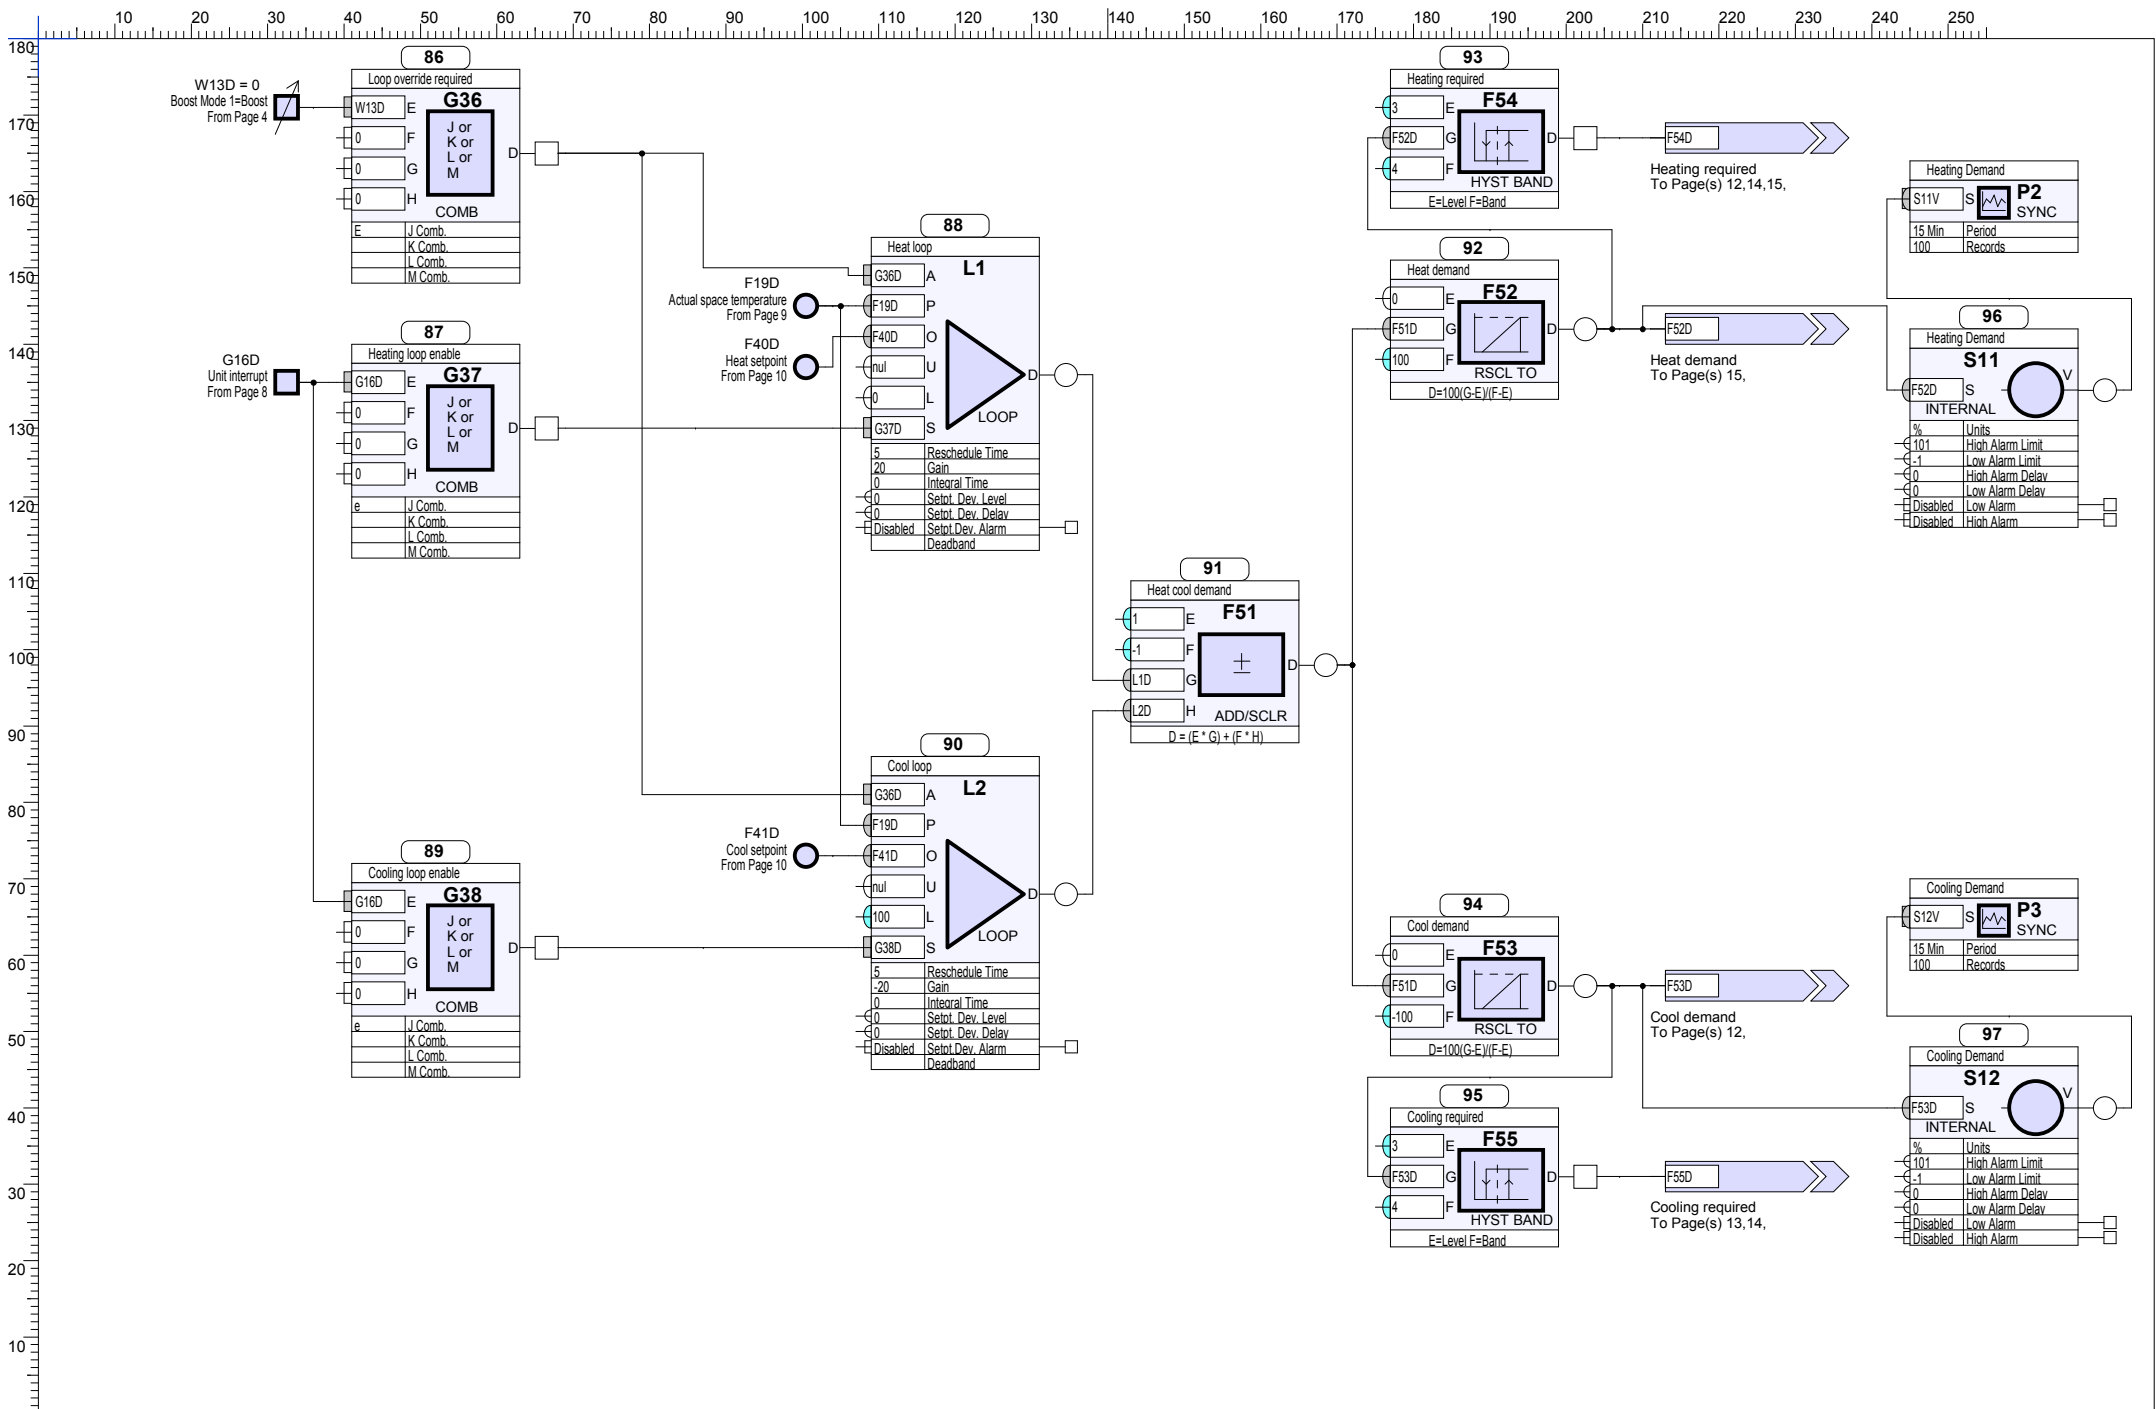 10 20 30 40 50 60 70 80 90 100 110 120 130 140 150 160 170 180 190 200 210 220 230 240 250
180
170
160
150
140
130
120
110
100
90
80
70
60
50
40
30
20
10
W13D = 0
Boost Mode 1=Boost
From Page 4
86
Loop override required
G36
W13D E
0 F
0 G
0 H
J or
K or
L or
M
D
COMB
E J Comb.
K Comb.
L Comb.
M Comb.
G16D
Unit interrupt
From Page 8
87
Heating loop enable
G37
G16D E
0 F
0 G
0 H
J or
K or
L or
M
D
COMB
e J Comb.
K Comb.
L Comb.
M Comb.
89
Cooling loop enable
G38
G16D E
0 F
0 G
0 H
J or
K or
L or
M
D
COMB
e J Comb.
K Comb.
L Comb.
M Comb.
F19D
Actual space temperature
From Page 9
F40D
Heat setpoint
From Page 10
88
Heat loop
L1
G36D A
F19D P
F40D O
nul U
0 L
G37D S
D
LOOP
5 Reschedule Time
20 Gain
0 Integral Time
0 Setpt. Dev. Level
0 Setpt. Dev. Delay
Disabled Setpt.Dev. Alarm
Deadband
F41D
Cool setpoint
From Page 10
90
Cool loop
L2
G36D A
F19D P
F41D O
nul U
100 L
G38D S
D
LOOP
5 Reschedule Time
-20 Gain
0 Integral Time
0 Setpt. Dev. Level
0 Setpt. Dev. Delay
Disabled Setpt.Dev. Alarm
Deadband
91
Heat cool demand
F51
1 E
-1 F
L1D G
L2D H
±
D
ADD/SCLR
D = (E * G) + (F * H)
93
Heating required
F54
3 E
F52D G
4 F
D
HYST BAND
E=Level F=Band
F54D
Heating required
To Page(s) 12,14,15,
92
Heat demand
F52
0 E
F51D G
100 F
D
RSCL TO
D=100(G-E)/(F-E)
F52D
Heat demand
To Page(s) 15,
94
Cool demand
F53
0 E
F51D G
-100 F
D
RSCL TO
D=100(G-E)/(F-E)
F53D
Cool demand
To Page(s) 12,
95
Cooling required
F55
3 E
F53D G
4 F
D
HYST BAND
E=Level F=Band
F55D
Cooling required
To Page(s) 13,14,
Heating Demand
S11V S
P2
SYNC
15 Min Period
100 Records
96
Heating Demand
S11
V
F52D S
INTERNAL
% Units
101 High Alarm Limit
-1 Low Alarm Limit
0 High Alarm Delay
0 Low Alarm Delay
Disabled Low Alarm
Disabled High Alarm
Cooling Demand
S12V S
P3
SYNC
15 Min Period
100 Records
97
Cooling Demand
S12
V
F53D S
INTERNAL
% Units
101 High Alarm Limit
-1 Low Alarm Limit
0 High Alarm Delay
0 Low Alarm Delay
Disabled Low Alarm
Disabled High Alarm